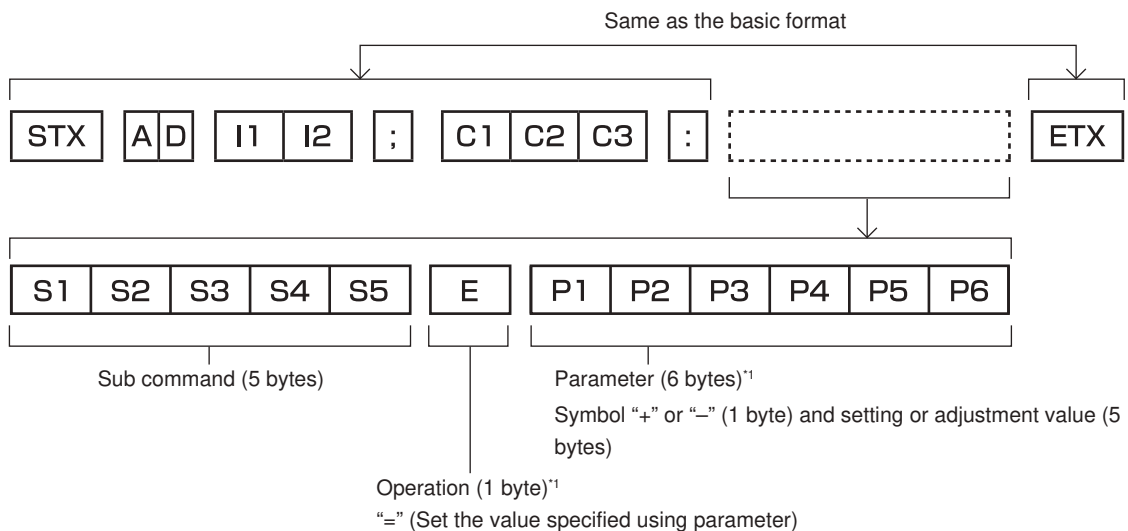 Same as the basic format
STX A D I1 I2 ; C1 C2 C3 : ETX
S1 S2 S3 S4 S5 E P1 P2 P3 P4 P5 P6
Sub command (5 bytes)
Parameter (6 bytes)*1
Symbol “+” or “–” (1 byte) and setting or adjustment value (5
bytes)
Operation (1 byte)*1
“=” (Set the value specified using parameter)